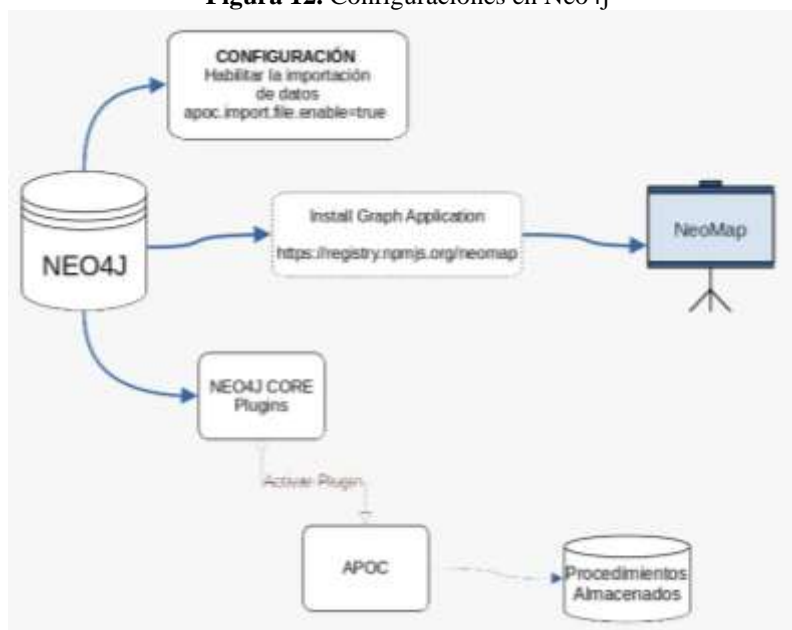 Figura 12. Configuraciones en Neo4j
CONFIGURACIÓN
Habilitar la importación
de datos
apoc.import.file.enable=true
NEO4J
Install Graph Application
https://registry.npmjs.org/neomap
NeoMap
NEO4J CORE
Plugins
Activar Plugin
APOC
Procedimientos
Almacenados